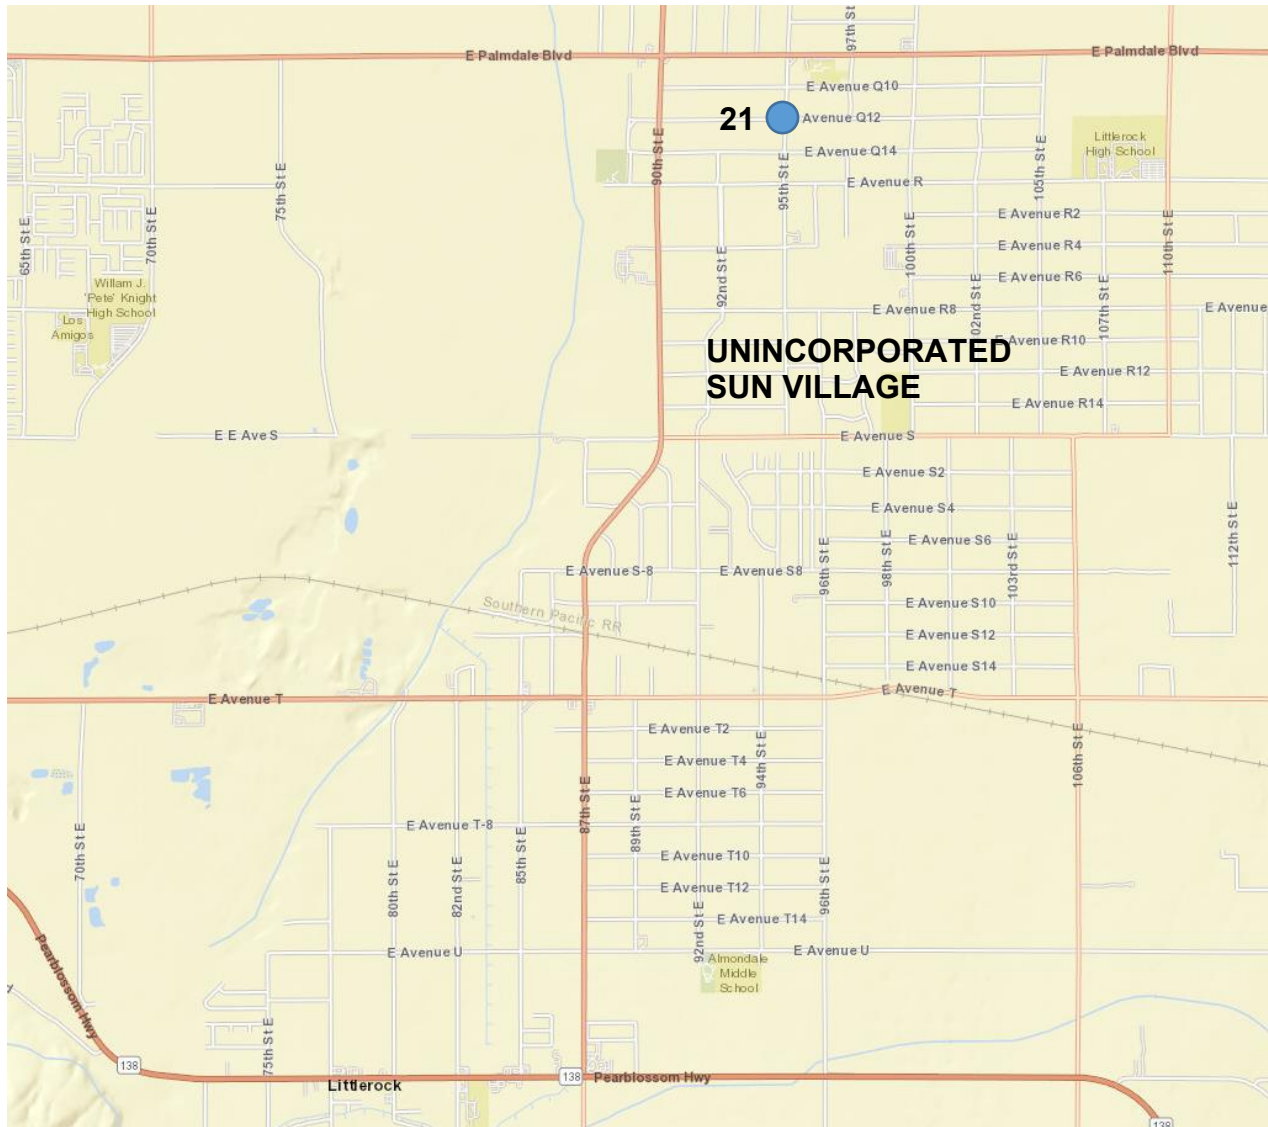 97th St E
E Palmdale Blvd
E Palmdale Blvd
E Avenue Q10
21
Avenue Q12
Littlerock
High School
E Avenue Q14
90th St E
75th St E
95th St E
105th St E
E Avenue R
65th St E
70th St E
E Avenue R2
100th St E
110th St E
E Avenue R4
92nd St E
E Avenue R6
Willam J.
'Pete' Knight
High School
Los
Amigos
02nd St E
107th St E
E Avenue R8
E Avenue
UNINCORPORATED
SUN VILLAGE
E Avenue R10
E Avenue R12
E Avenue R14
E E Ave S
E Avenue S
E Avenue S2
E Avenue S4
112th St E
E Avenue S6
96th St E
98th St E
103rd St E
E Avenue S-8
E Avenue S8
Southern Pacific RR
E Avenue S10
E Avenue S12
E Avenue S14
E Avenue T
E Avenue T
E Avenue T2
94th St E
106th St E
E Avenue T4
87th St E
E Avenue T6
89th St E
70th St E
E Avenue T-8
85th St E
E Avenue T10
80th St E
82nd St E
96th St E
E Avenue T12
92nd St E
E Avenue T14
E Avenue U
E Avenue U
Pearblossom Hwy
Almondale
Middle
School
y
75th St E
138
138
Pearblossom Hwy
Littlerock
138